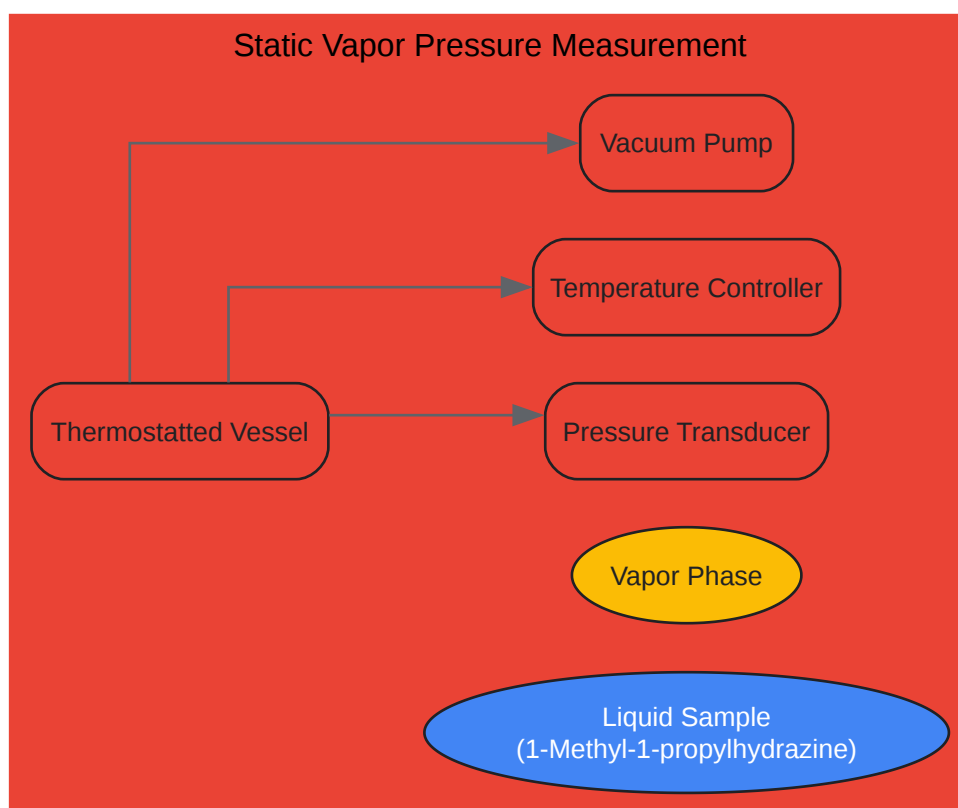 Static Vapor Pressure Measurement
Vacuum Pump
Temperature Controller
Thermostatted Vessel
Pressure Transducer
Vapor Phase
Liquid Sample
(1-Methyl-1-propylhydrazine)